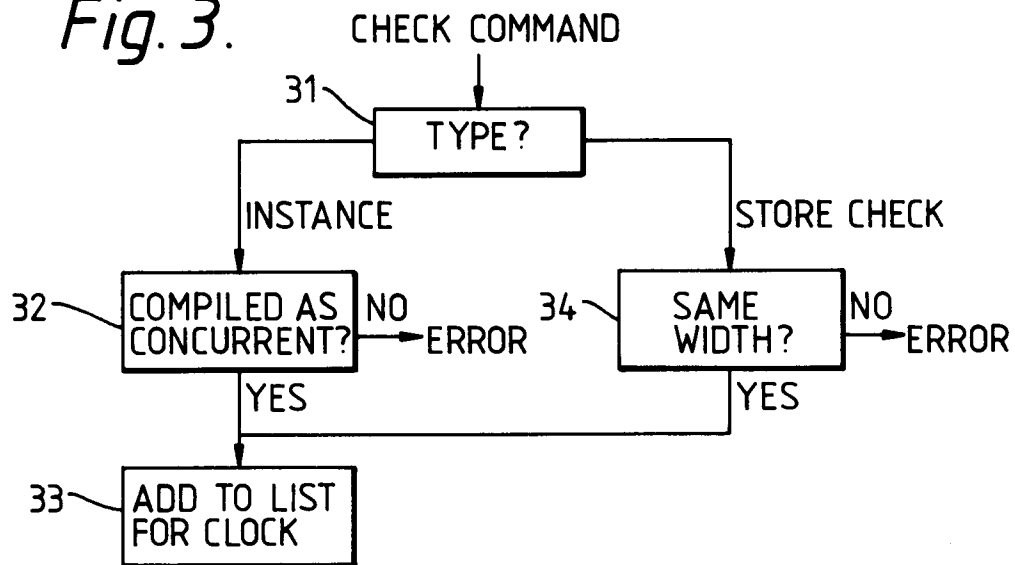 Fig. 3.
CHECK COMMAND
31
TYPE?
INSTANCE
STORE CHECK
32
COMPILED AS
CONCURRENT?
NO
ERROR
34
SAME
WIDTH?
NO
ERROR
YES
YES
33
ADD TO LIST
FOR CLOCK